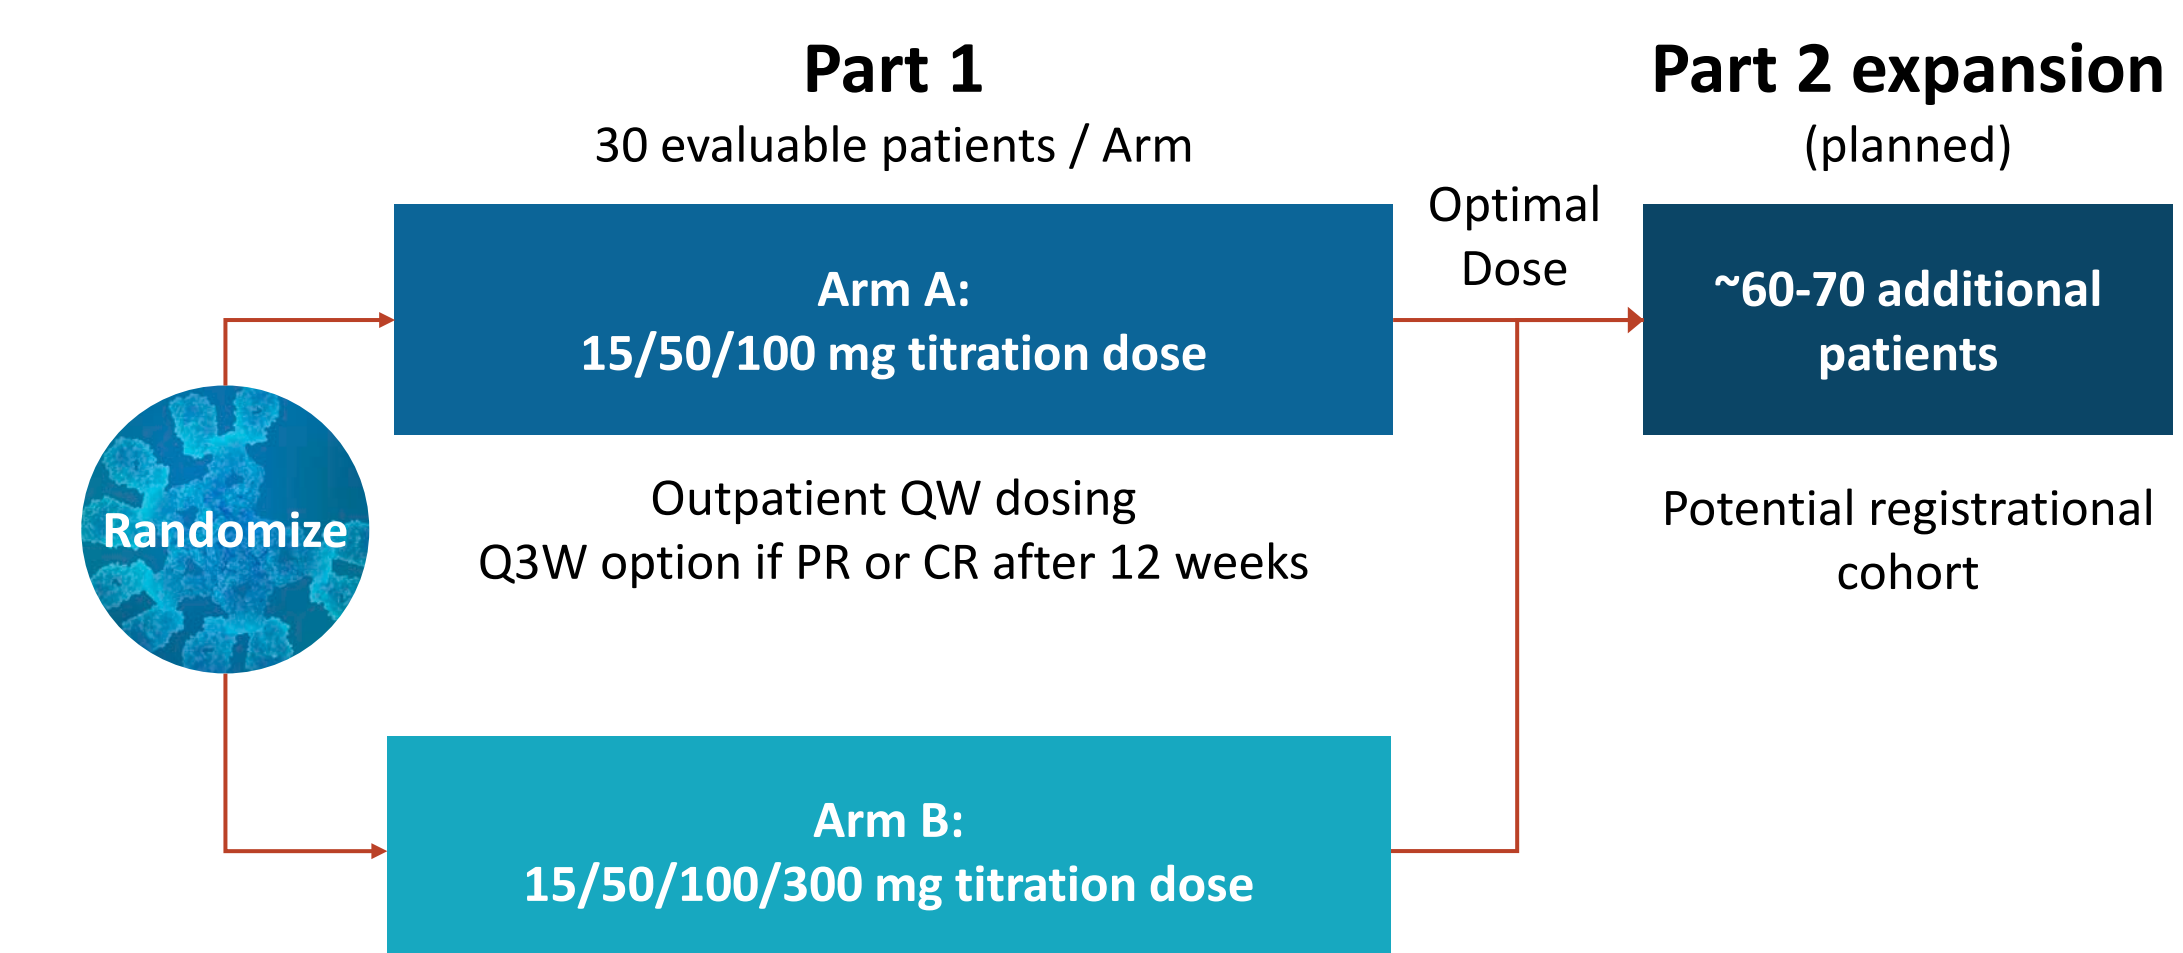 Part 1
30 evaluable patients / Arm
Part 2 expansion
(planned)
Optimal
Dose
Arm A:
15/50/100 mg titration dose
~60-70 additional
patients
Randomize
Outpatient QW dosing
Q3W option if PR or CR after 12 weeks
Potential registrational
cohort
Arm B:
15/50/100/300 mg titration dose